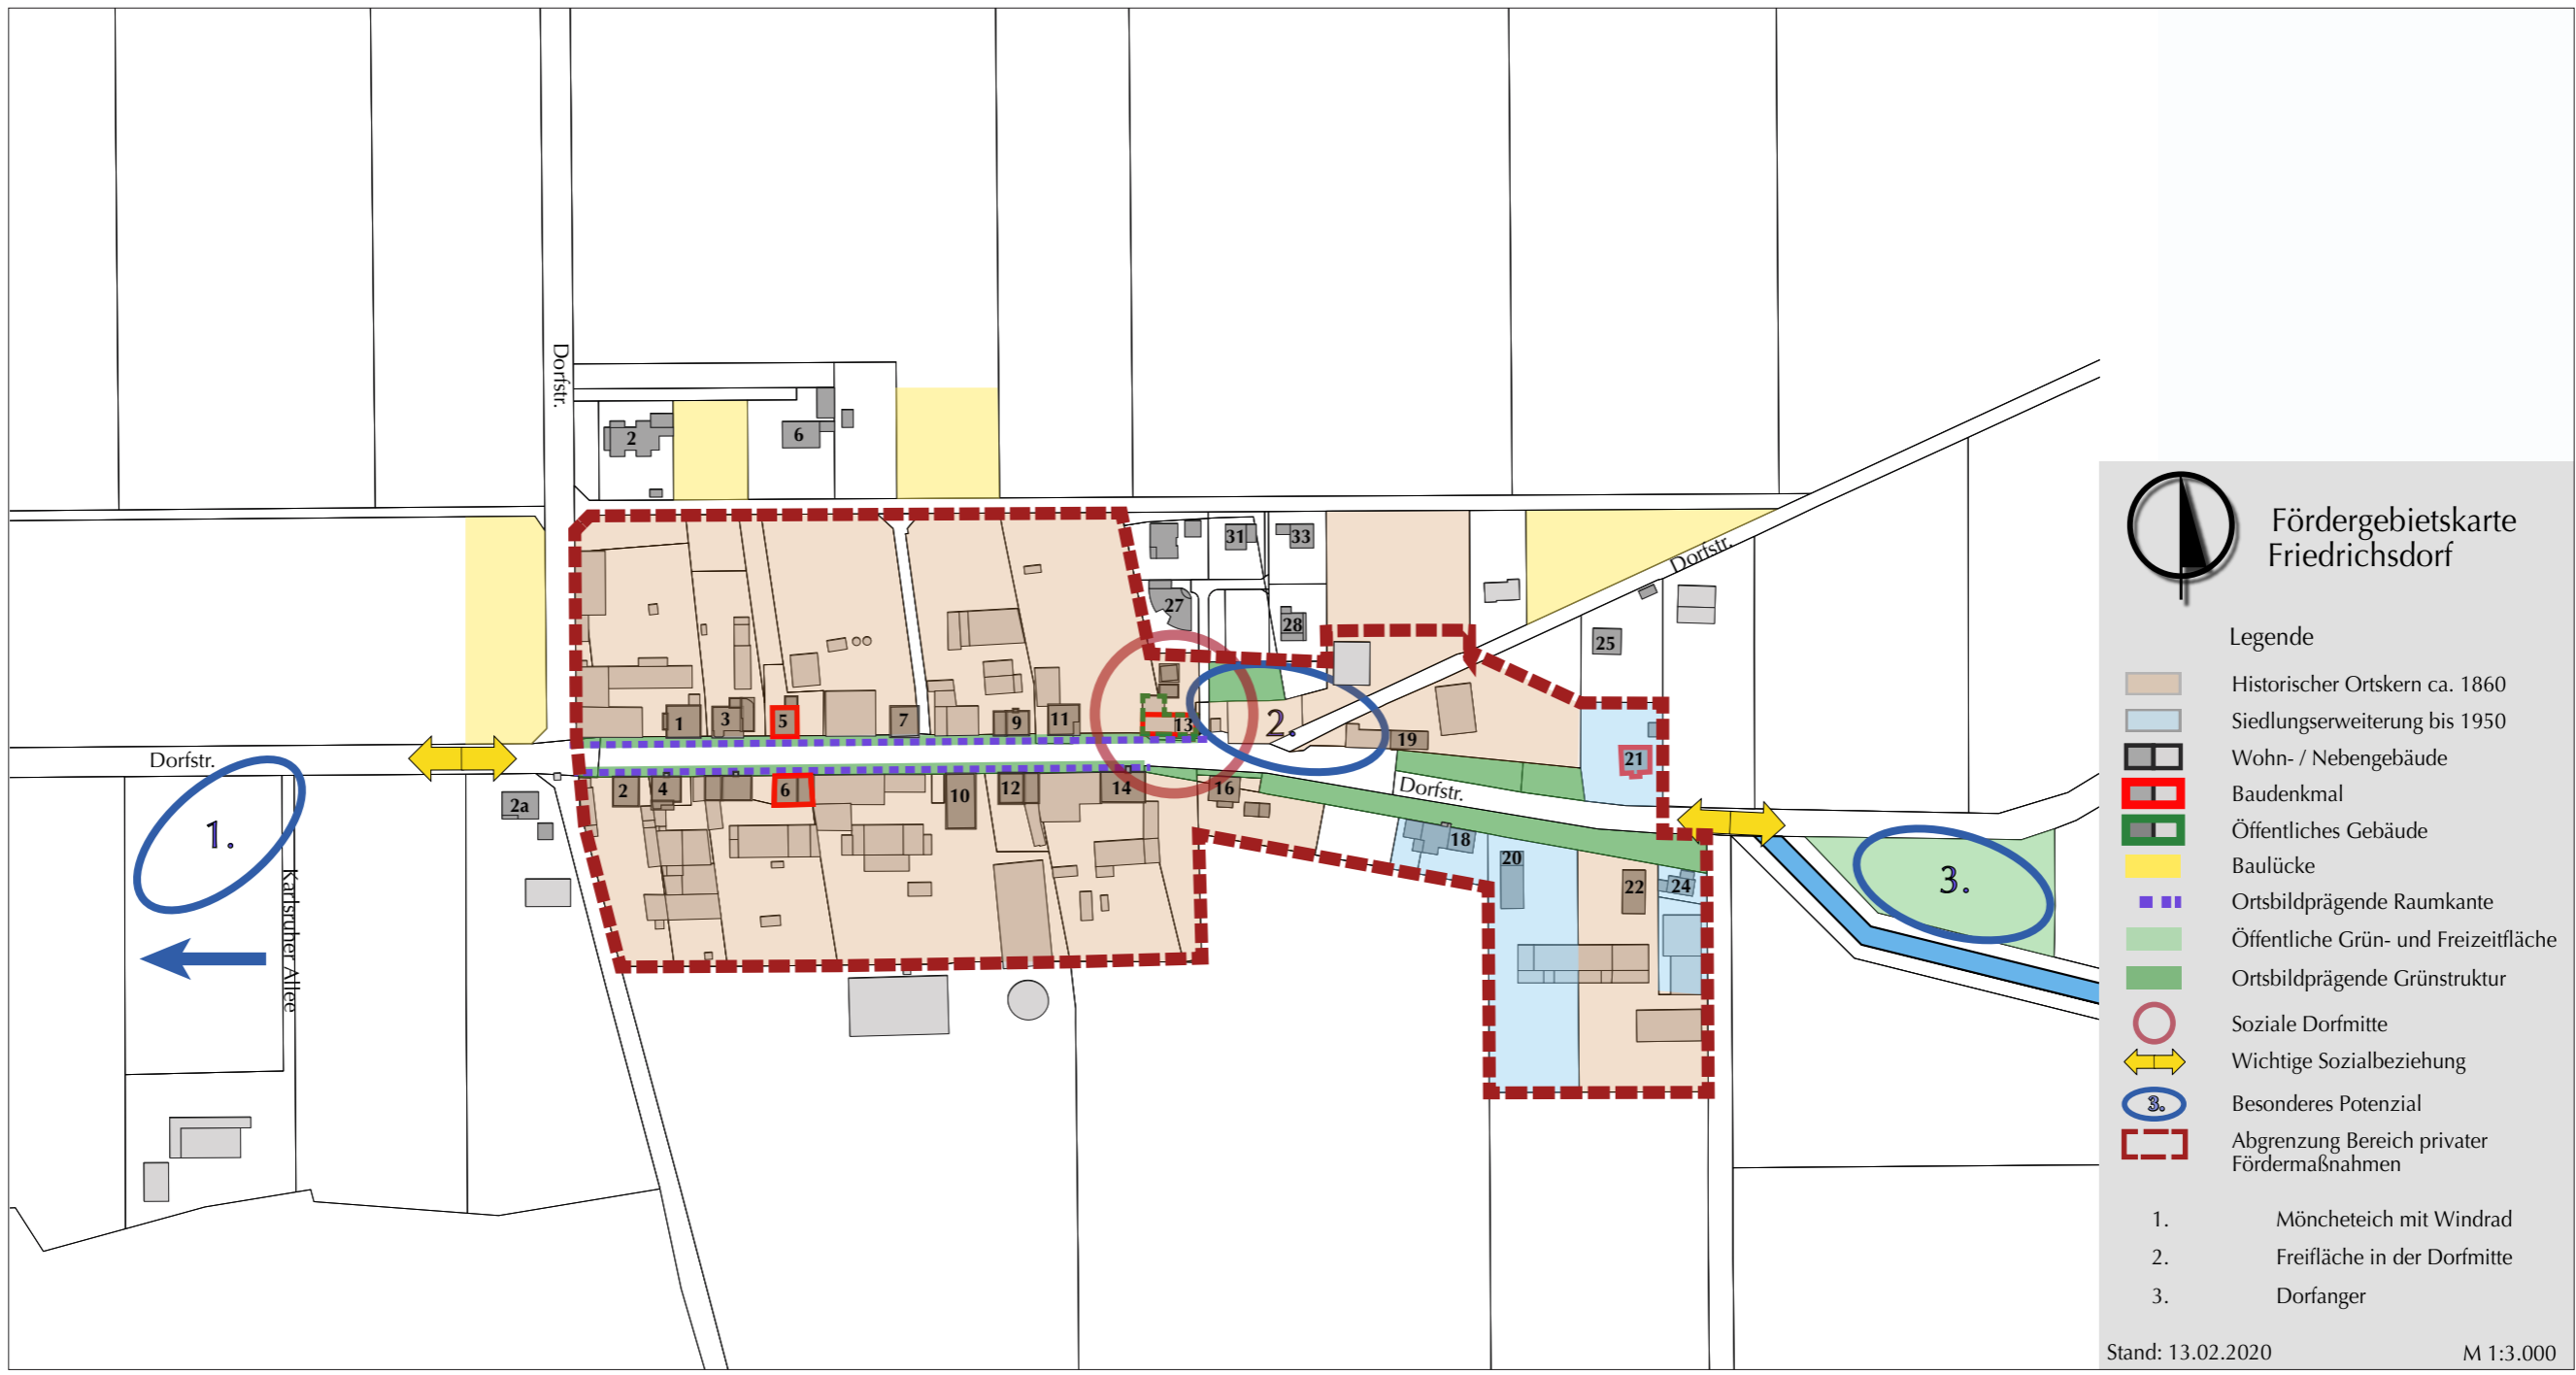 Dorfstr.
2
6
31
33
Dorfstr.
27
28
25
1
3
5
7
9
11
13
2.
19
21
Dorfstr.
1.
Karlsruher Allee
2a
2
4
6
10
12
14
16
Dorfstr.
18
20
22
24
3.
Fördergebietskarte
Friedrichsdorf
Legende
Historischer Ortskern ca. 1860
Siedlungserweiterung bis 1950
Wohn- / Nebengebäude
Baudenkmal
Öffentliches Gebäude
Baulücke
Ortsbildprägende Raumkante
Öffentliche Grün- und Freizeitfläche
Ortsbildprägende Grünstruktur
Soziale Dorfmitte
Wichtige Sozialbeziehung
3. Besonderes Potenzial
Abgrenzung Bereich privater
Fördermaßnahmen
1. Möncheteich mit Windrad
2. Freifläche in der Dorfmitte
3. Dorfanger
Stand: 13.02.2020 M 1:3.000